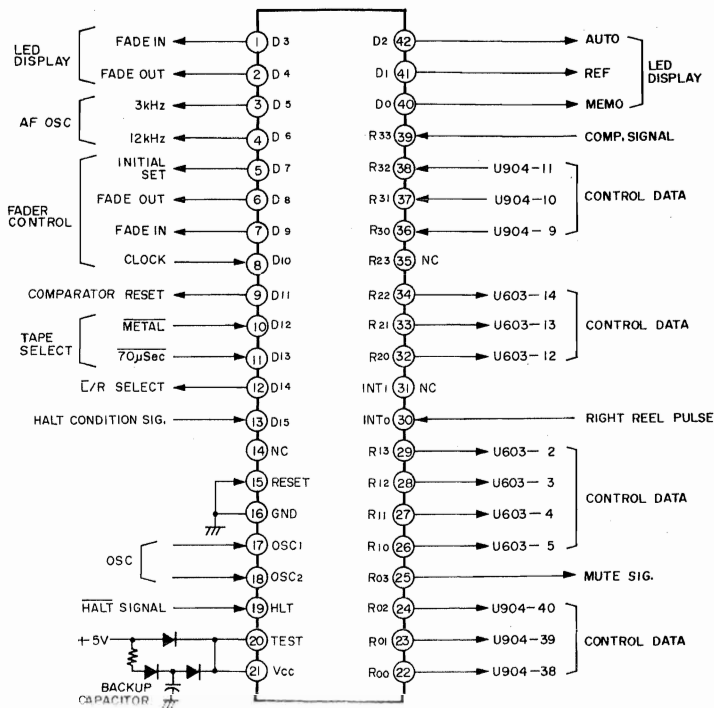 LED DISPLAY
FADE IN 1 D3
FADE OUT 2 D4
AF OSC
3kHz 3 D5
12kHz 4 D6
FADER CONTROL
INITIAL SET 5 D7
FADE OUT 6 D8
FADE IN 7 D9
CLOCK 8 D10
COMPARATOR RESET 9 D11
TAPE SELECT
METAL 10 D12
70μSec 11 D13
L/R SELECT 12 D14
HALT CONDITION SIG. 13 D15
14 NC
15 RESET
16 GND
OSC
17 OSC1
18 OSC2
HALT SIGNAL 19 HLT
+5V 20 TEST
21 Vcc
BACKUP
CAPACITOR
D2 42 AUTO
D1 41 REF
D0 40 MEMO
LED DISPLAY
R33 39 COMP. SIGNAL
R32 38 U904-11
R31 37 U904-10
R30 36 U904-9
CONTROL DATA
R23 35 NC
R22 34 U603-14
R21 33 U603-13
R20 32 U603-12
CONTROL DATA
INT1 31 NC
INT0 30 RIGHT REEL PULSE
R13 29 U603-2
R12 28 U603-3
R11 27 U603-4
R10 26 U603-5
CONTROL DATA
R03 25 MUTE SIG.
R02 24 U904-40
R01 23 U904-39
R00 22 U904-38
CONTROL DATA